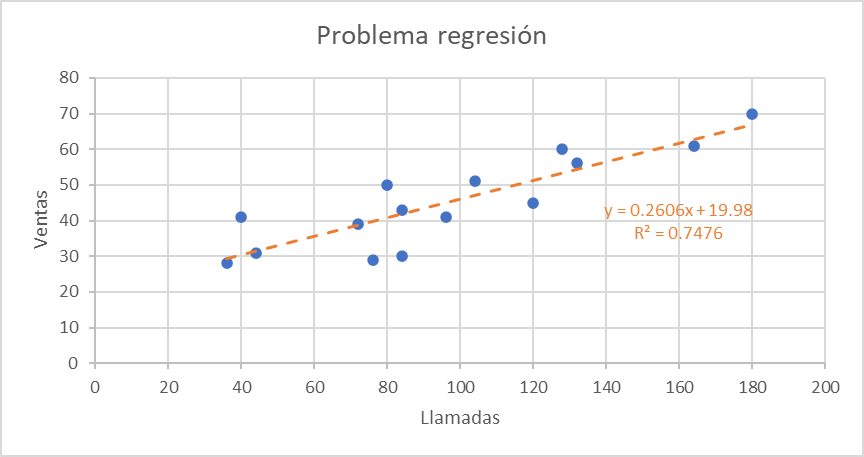 Problema regresión
80
70
60
50
40
30
20
10
0
Ventas
y = 0.2606x + 19.98
R² = 0.7476
0 20 40 60 80 100 120 140 160 180 200
Llamadas